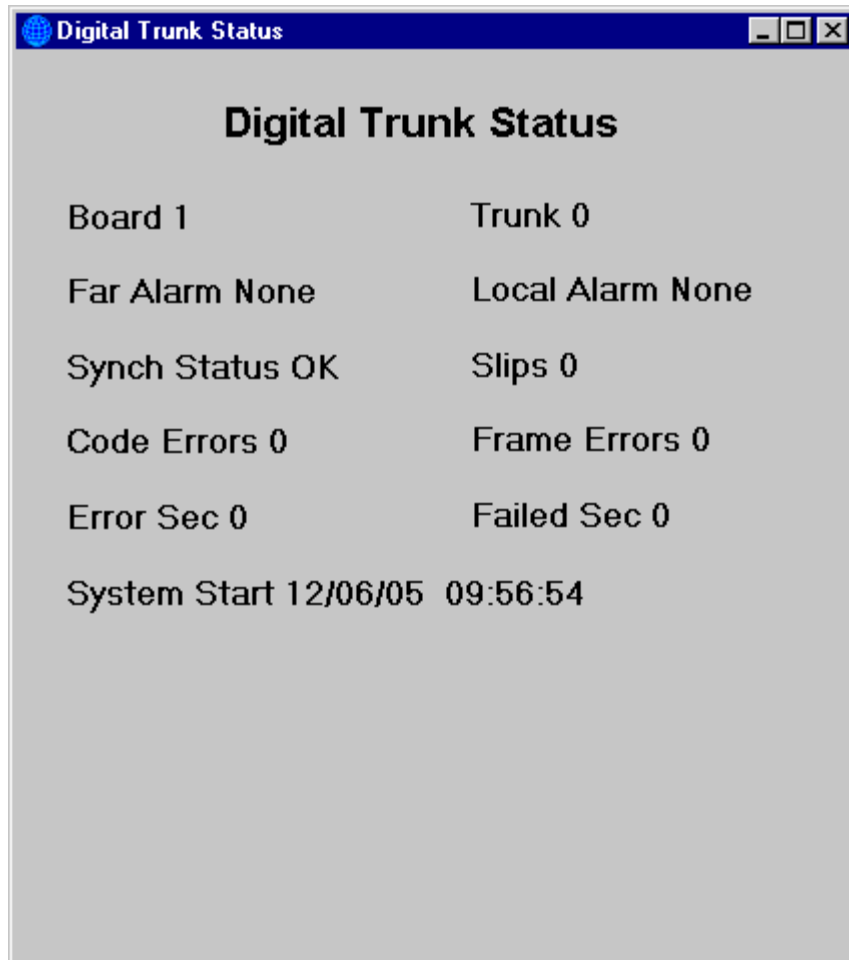 Digital Trunk Status
Digital Trunk Status
Board 1 Trunk 0
Far Alarm None Local Alarm None
Synch Status OK Slips 0
Code Errors 0 Frame Errors 0
Error Sec 0 Failed Sec 0
System Start 12/06/05 09:56:54